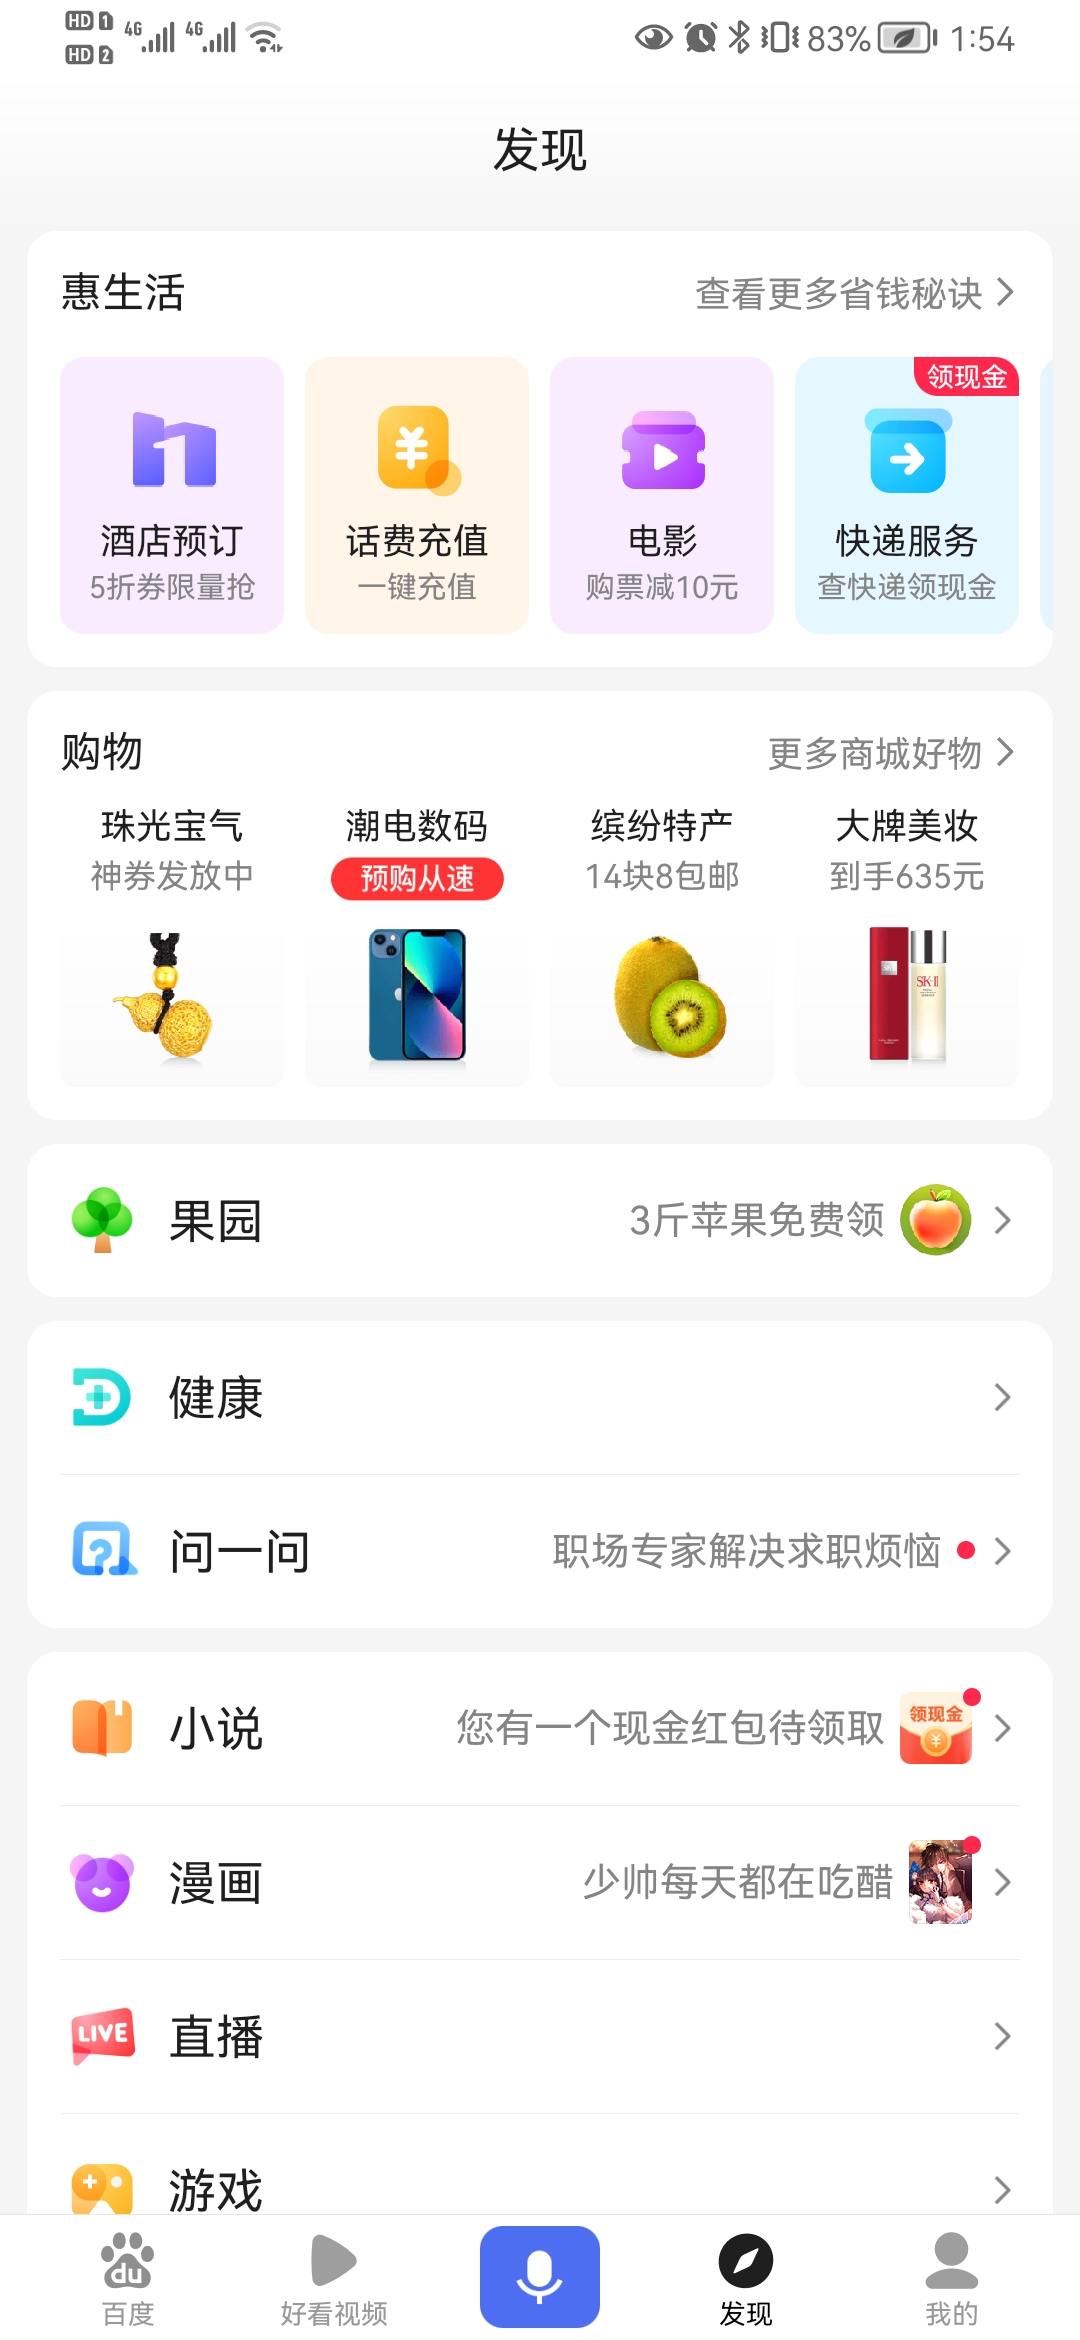 HD 1
HD 2
4G
4G
83%
1:54
发现
惠生活
查看更多省钱秘诀
领现金
酒店预订
5折券限量抢
话费充值
一键充值
电影
购票减10元
快递服务
查快递领现金
购物
更多商城好物
珠光宝气
神券发放中
潮电数码
预购从速
缤纷特产
14块8包邮
大牌美妆
到手635元
SK-II
果园
3斤苹果免费领
健康
问一问
职场专家解决求职烦恼
小说
您有一个现金红包待领取
领现金
漫画
少帅每天都在吃醋
LIVE
直播
游戏
du
百度
好看视频
发现
我的